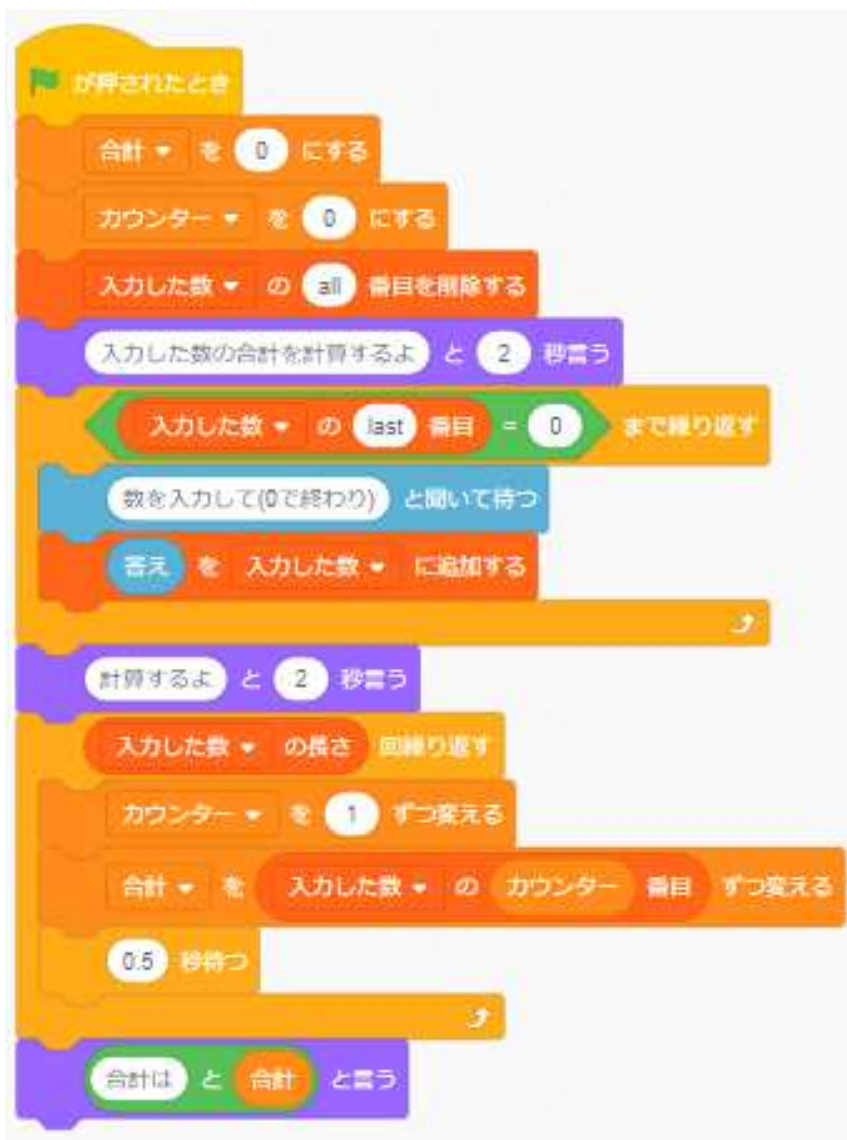 が押されたとき
合計 を 0 にする
カウンター を 0 にする
入力した数 の all 番目を削除する
入力した数の合計を計算するよ と 2 秒言う
入力した数 の last 番目 = 0 まで繰り返す
数を入力して(0で終わり) と聞いて待つ
答え を 入力した数 に追加する
計算するよ と 2 秒言う
入力した数 の長さ 回繰り返す
カウンター を 1 ずつ変える
合計 を 入力した数 の カウンター 番目 ずつ変える
0.5 秒待つ
合計は と 合計 と言う